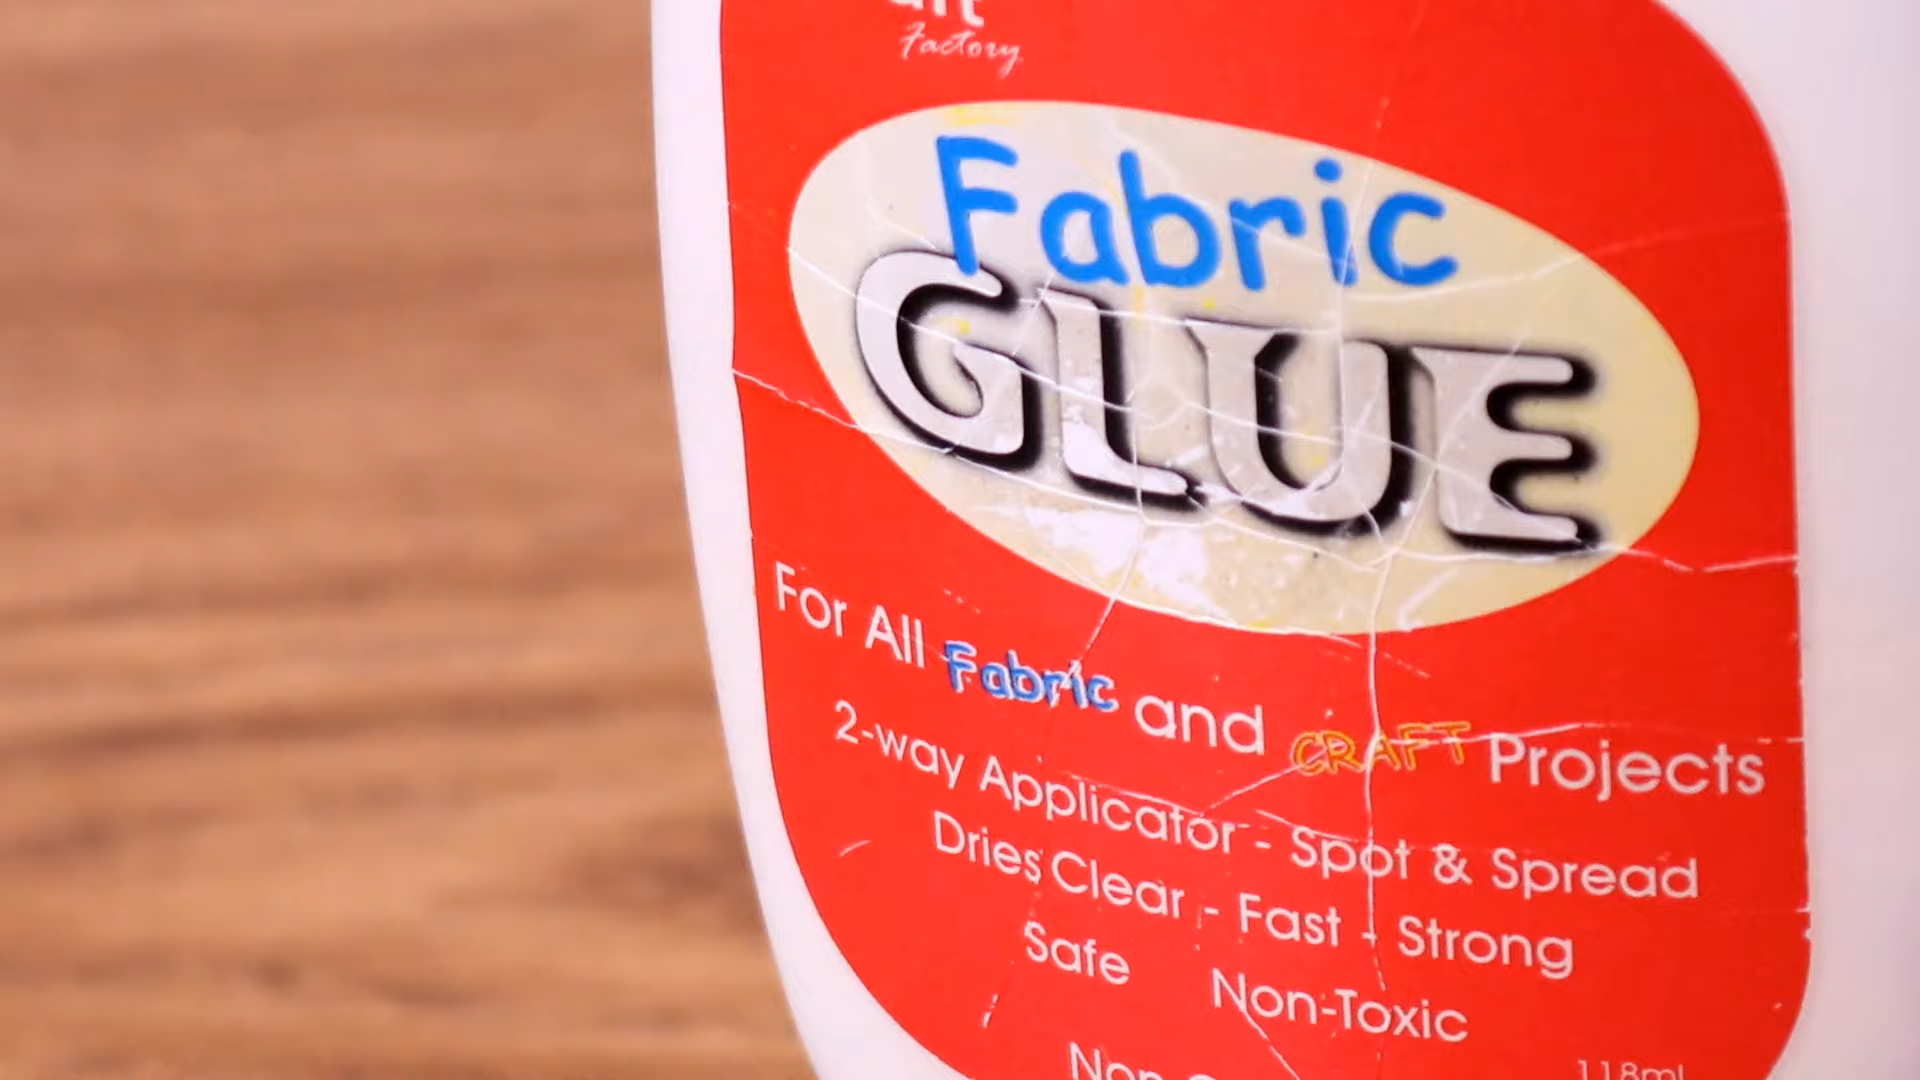 Factory
Fabric
GLUE
For All Fabric and CRAFT Projects
2-way Applicator - Spot & Spread
Dries Clear - Fast - Strong
Safe Non-Toxic
118ml